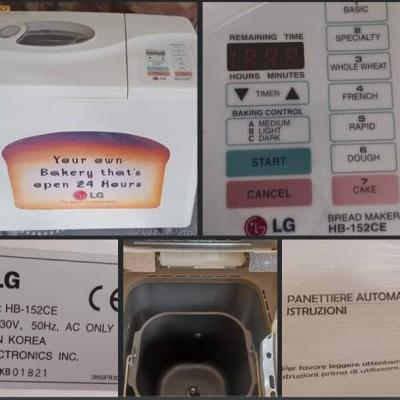 Your own
Bakery that's
open 24 Hours
LG
REMAINING TIME
HOURS MINUTES
TIMER
BAKING CONTROL
A MEDIUM
B LIGHT
C DARK
START
CANCEL
LG
1
BASIC
2
SPECIALTY
3
WHOLE WHEAT
4
FRENCH
5
RAPID
6
DOUGH
7
CAKE
BREAD MAKER
HB-152CE
LG
: HB-152CE
30V, 50Hz, AC ONLY
N KOREA
ECTRONICS INC.
KB01821
PANETTIERE AUTOMA
ISTRUZIONI
Per favore leggere attentam
struzioni prima di utilizzare